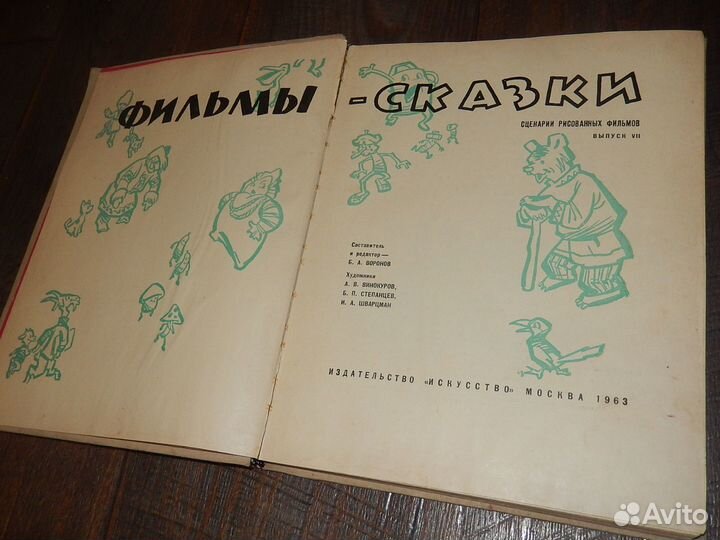 ФИЛЬМЫ
-СКАЗКИ
СЦЕНАРИИ РИСОВАННЫХ ФИЛЬМОВ
ВЫПУСК VII
Составитель
и редактор—
Б. А. ВОРОНОВ
Художники
А. В. ВИНОКУРОВ,
Б. П. СТЕПАНЦЕВ,
И. А. ШВАРЦМАН
ИЗДАТЕЛЬСТВО «ИСКУССТВО» МОСКВА 1963
Avito